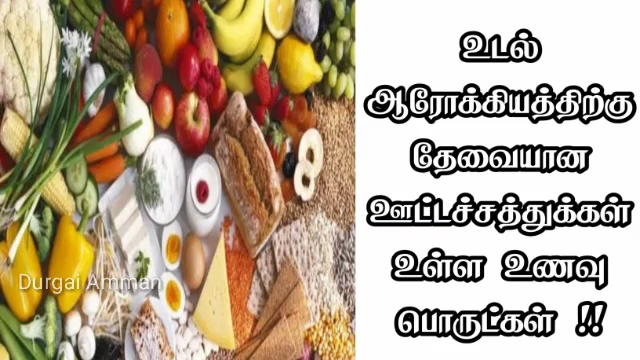 உடல்
ஆரோக்கியத்திற்கு
தேவையான
ஊட்டச்சத்துக்கள்
உள்ள உணவு
பொருட்கள் !!
Durgai Amman